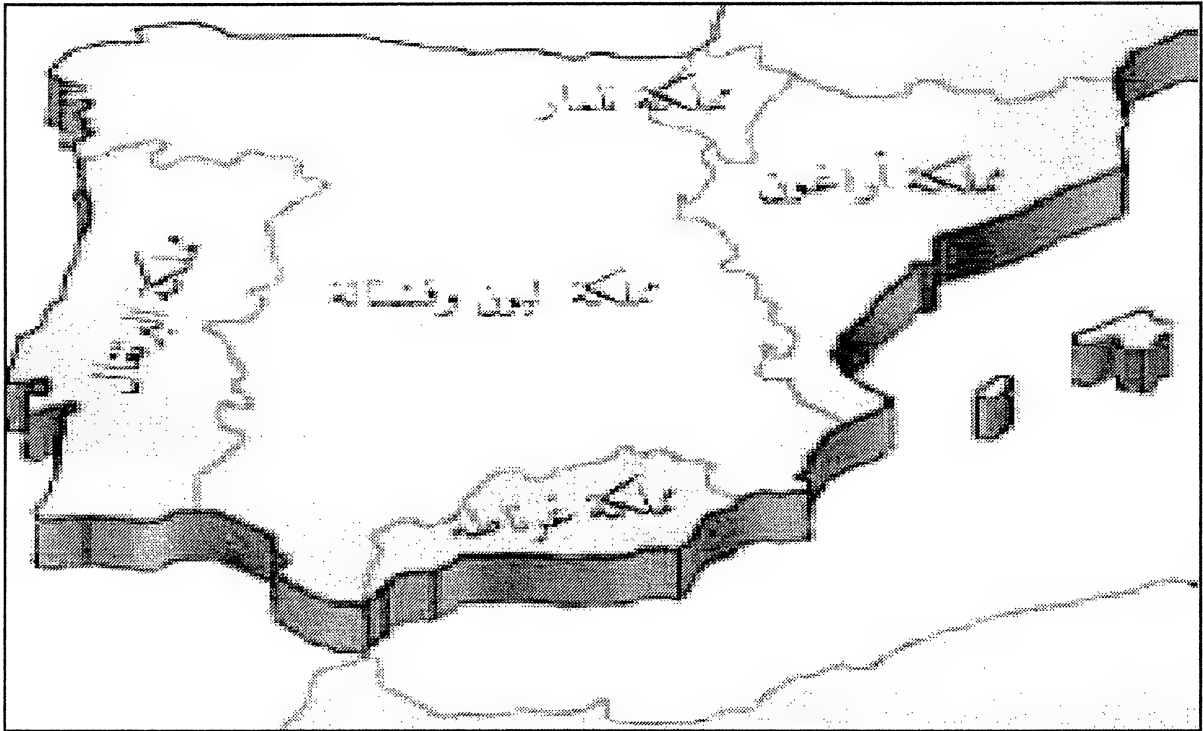 مملكة نافار
مملكة أراغون
مملكة ليون وقشتالة
مملكة البرتغال
مملكة غرناطة